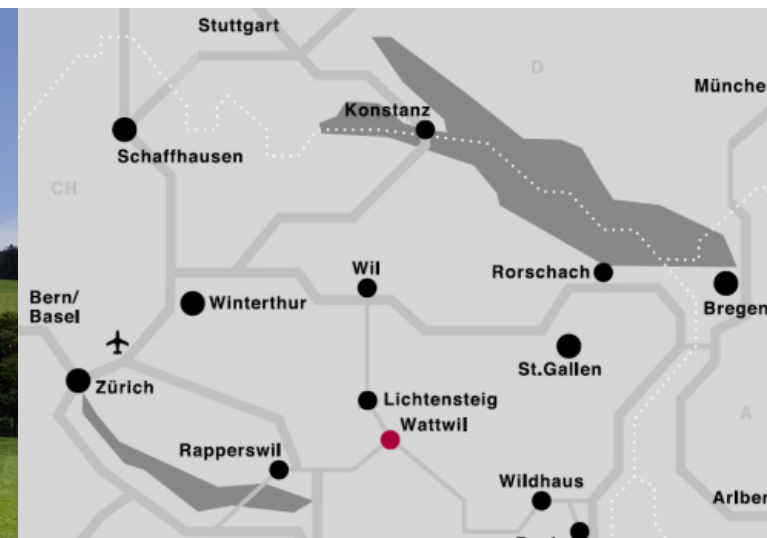 Stuttgart
D
Münche
Konstanz
Schaffhausen
CH
Wil
Rorschach
Bern/
Basel
Winterthur
Bregen
St.Gallen
Zürich
Lichtensteig
Wattwil
A
Rapperswil
Wildhaus
Arlber